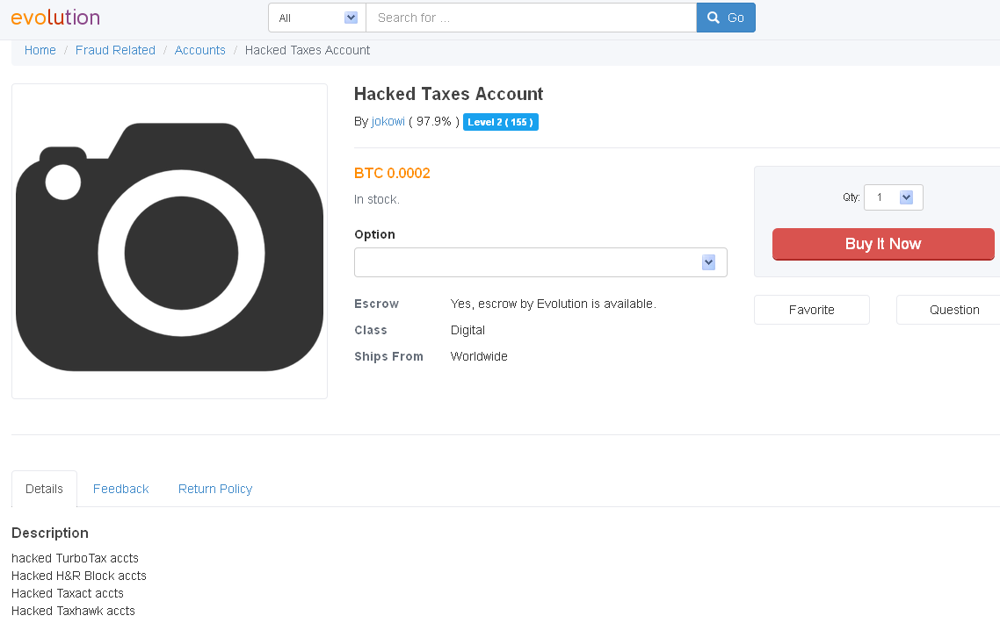 evolution
All
Search for ...
Go
Home / Fraud Related / Accounts / Hacked Taxes Account
Hacked Taxes Account
By jokowi ( 97.9% ) Level 2 ( 155 )
BTC 0.0002
In stock.
Qty: 1
Buy It Now
Option
Escrow Yes, escrow by Evolution is available.
Favorite
Question
Class Digital
Ships From Worldwide
Details
Feedback
Return Policy
Description
hacked TurboTax accts
Hacked H&R Block accts
Hacked Taxact accts
Hacked Taxhawk accts